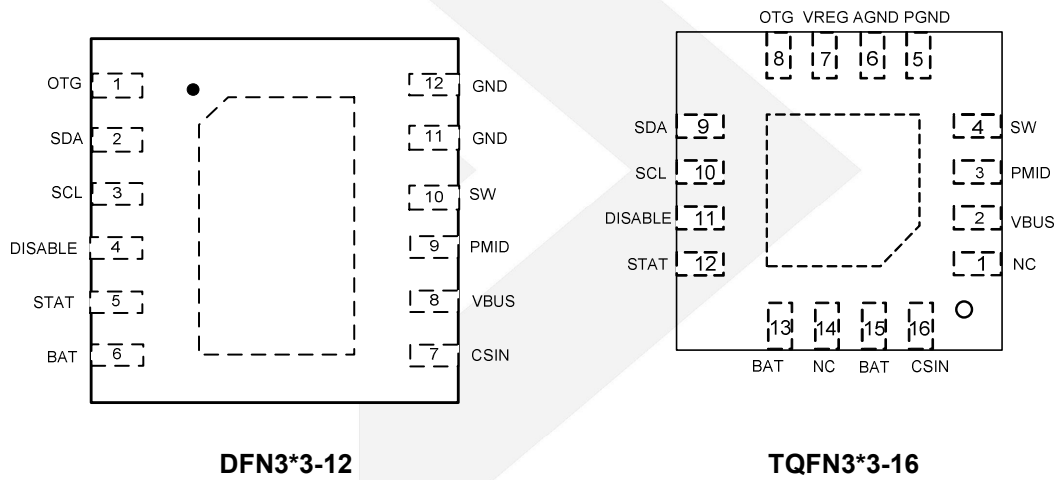 OTG 1
SDA 2
SCL 3
DISABLE 4
STAT 5
BAT 6
12 GND
11 GND
10 SW
9 PMID
8 VBUS
7 CSIN
DFN3*3-12
OTG VREG AGND PGND
8 7 6 5
SDA 9
SCL 10
DISABLE 11
STAT 12
4 SW
3 PMID
2 VBUS
1 NC
13 14 15 16
BAT NC BAT CSIN
TQFN3*3-16